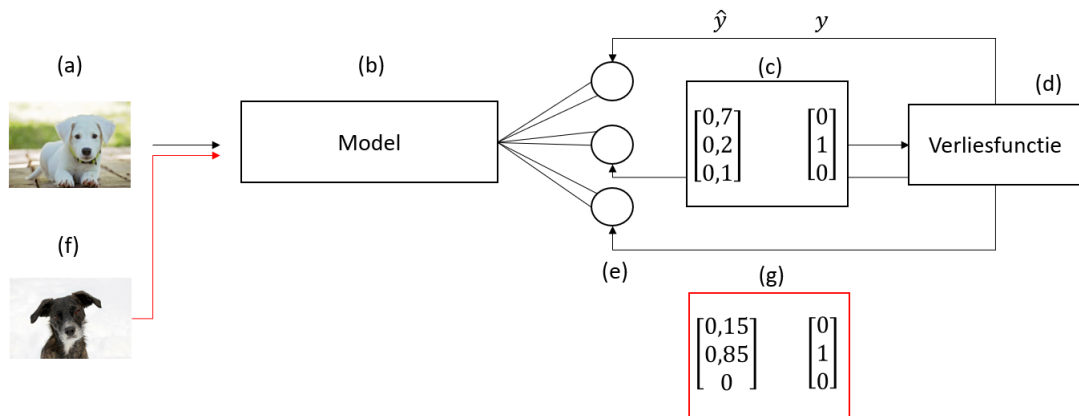 ŷ y
(a) (b) (c) (d)
Model
[0,7 0,2 0,1] [0 1 0]
Verliesfunctie
(f) (e) (g)
[0,15 0,85 0] [0 1 0]